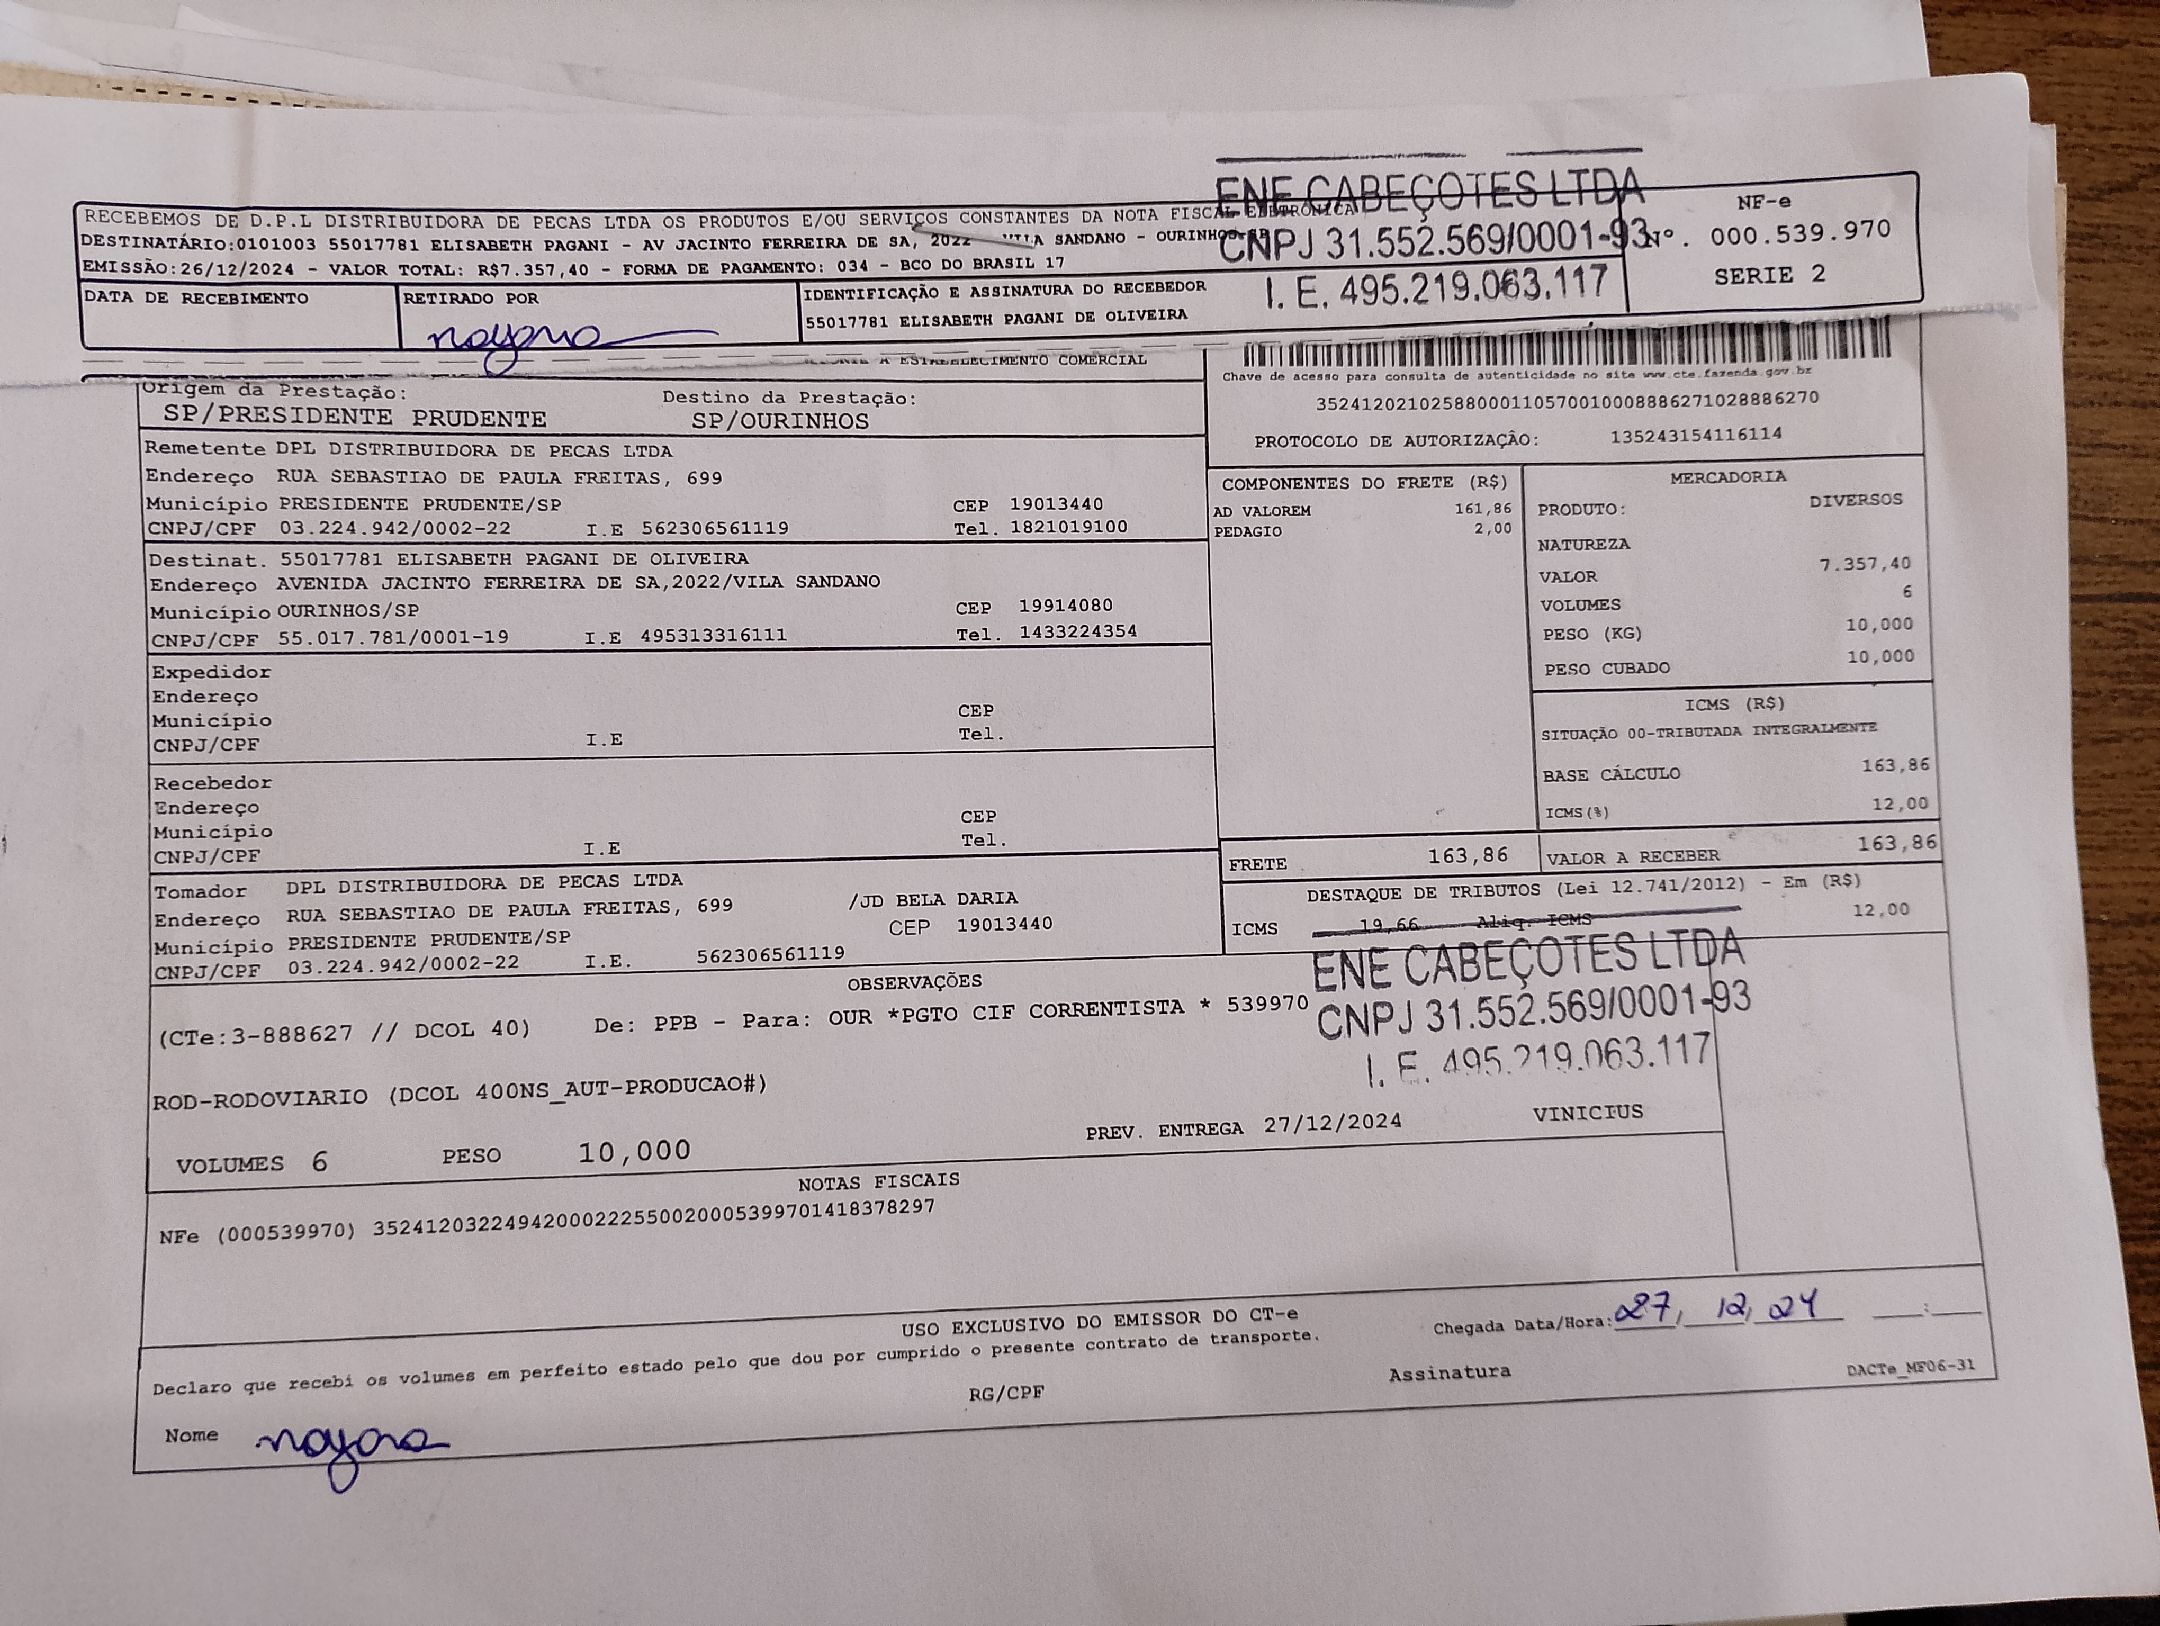 ENE CABEÇOTES LTDA
RECEBEMOS DE D.P.L DISTRIBUIDORA DE PECAS LTDA OS PRODUTOS E/OU SERVIÇOS CONSTANTES DA NOTA FISCAL ELETRÔNICA
NF-e
DESTINATÁRIO:0101003 55017781 ELISABETH PAGANI - AV JACINTO FERREIRA DE SA, 2022 SANDANO - OURINHOS-SP
CNPJ 31.552.569/0001-93
Nº. 000.539.970
EMISSÃO:26/12/2024 - VALOR TOTAL: R$7.357,40 - FORMA DE PAGAMENTO: 034 - BCO DO BRASIL 17
SERIE 2
DATA DE RECEBIMENTO
RETIRADO POR
IDENTIFICAÇÃO E ASSINATURA DO RECEBEDOR
I. E. 495.219.063.117
nayara
55017781 ELISABETH PAGANI DE OLIVEIRA
A ESTABELECIMENTO COMERCIAL
Chave de acesso para consulta de autenticidade no site www.cte.fazenda.gov.br
Origem da Prestação:
Destino da Prestação:
35241202102588000110570010008886271028886270
SP/PRESIDENTE PRUDENTE
SP/OURINHOS
PROTOCOLO DE AUTORIZAÇÃO: 135243154116114
Remetente DPL DISTRIBUIDORA DE PECAS LTDA
Endereço RUA SEBASTIAO DE PAULA FREITAS, 699
Município PRESIDENTE PRUDENTE/SP CEP 19013440
CNPJ/CPF 03.224.942/0002-22 I.E 562306561119 Tel. 1821019100
COMPONENTES DO FRETE (R$)
AD VALOREM 161,86
PEDAGIO 2,00
MERCADORIA
PRODUTO: DIVERSOS
NATUREZA
VALOR 7.357,40
VOLUMES 6
PESO (KG) 10,000
PESO CUBADO 10,000
Destinat. 55017781 ELISABETH PAGANI DE OLIVEIRA
Endereço AVENIDA JACINTO FERREIRA DE SA,2022/VILA SANDANO
Município OURINHOS/SP CEP 19914080
CNPJ/CPF 55.017.781/0001-19 I.E 495313316111 Tel. 1433224354
Expedidor
Endereço
Município CEP
CNPJ/CPF I.E Tel.
ICMS (R$)
SITUAÇÃO 00-TRIBUTADA INTEGRALMENTE
BASE CÁLCULO 163,86
ICMS(%) 12,00
Recebedor
Endereço
Município CEP
CNPJ/CPF I.E Tel.
FRETE 163,86
VALOR A RECEBER 163,86
Tomador DPL DISTRIBUIDORA DE PECAS LTDA
Endereço RUA SEBASTIAO DE PAULA FREITAS, 699 /JD BELA DARIA
Município PRESIDENTE PRUDENTE/SP CEP 19013440
CNPJ/CPF 03.224.942/0002-22 I.E. 562306561119
DESTAQUE DE TRIBUTOS (Lei 12.741/2012) - Em (R$)
ICMS 19,66 Aliq. ICMS 12,00
ENE CABEÇOTES LTDA
CNPJ 31.552.569/0001-93
I. E. 495.219.063.117
OBSERVAÇÕES
(CTe:3-888627 // DCOL 40) De: PPB - Para: OUR *PGTO CIF CORRENTISTA * 539970
ROD-RODOVIARIO (DCOL 400NS_AUT-PRODUCAO#)
VOLUMES 6 PESO 10,000 PREV. ENTREGA 27/12/2024 VINICIUS
NOTAS FISCAIS
NFe (000539970) 35241203224942000222550020005399701418378297
USO EXCLUSIVO DO EMISSOR DO CT-e
Chegada Data/Hora: 27, 12, 24 :
Declaro que recebi os volumes em perfeito estado pelo que dou por cumprido o presente contrato de transporte.
RG/CPF
Assinatura
DACTe_MF06-31
Nome nayara